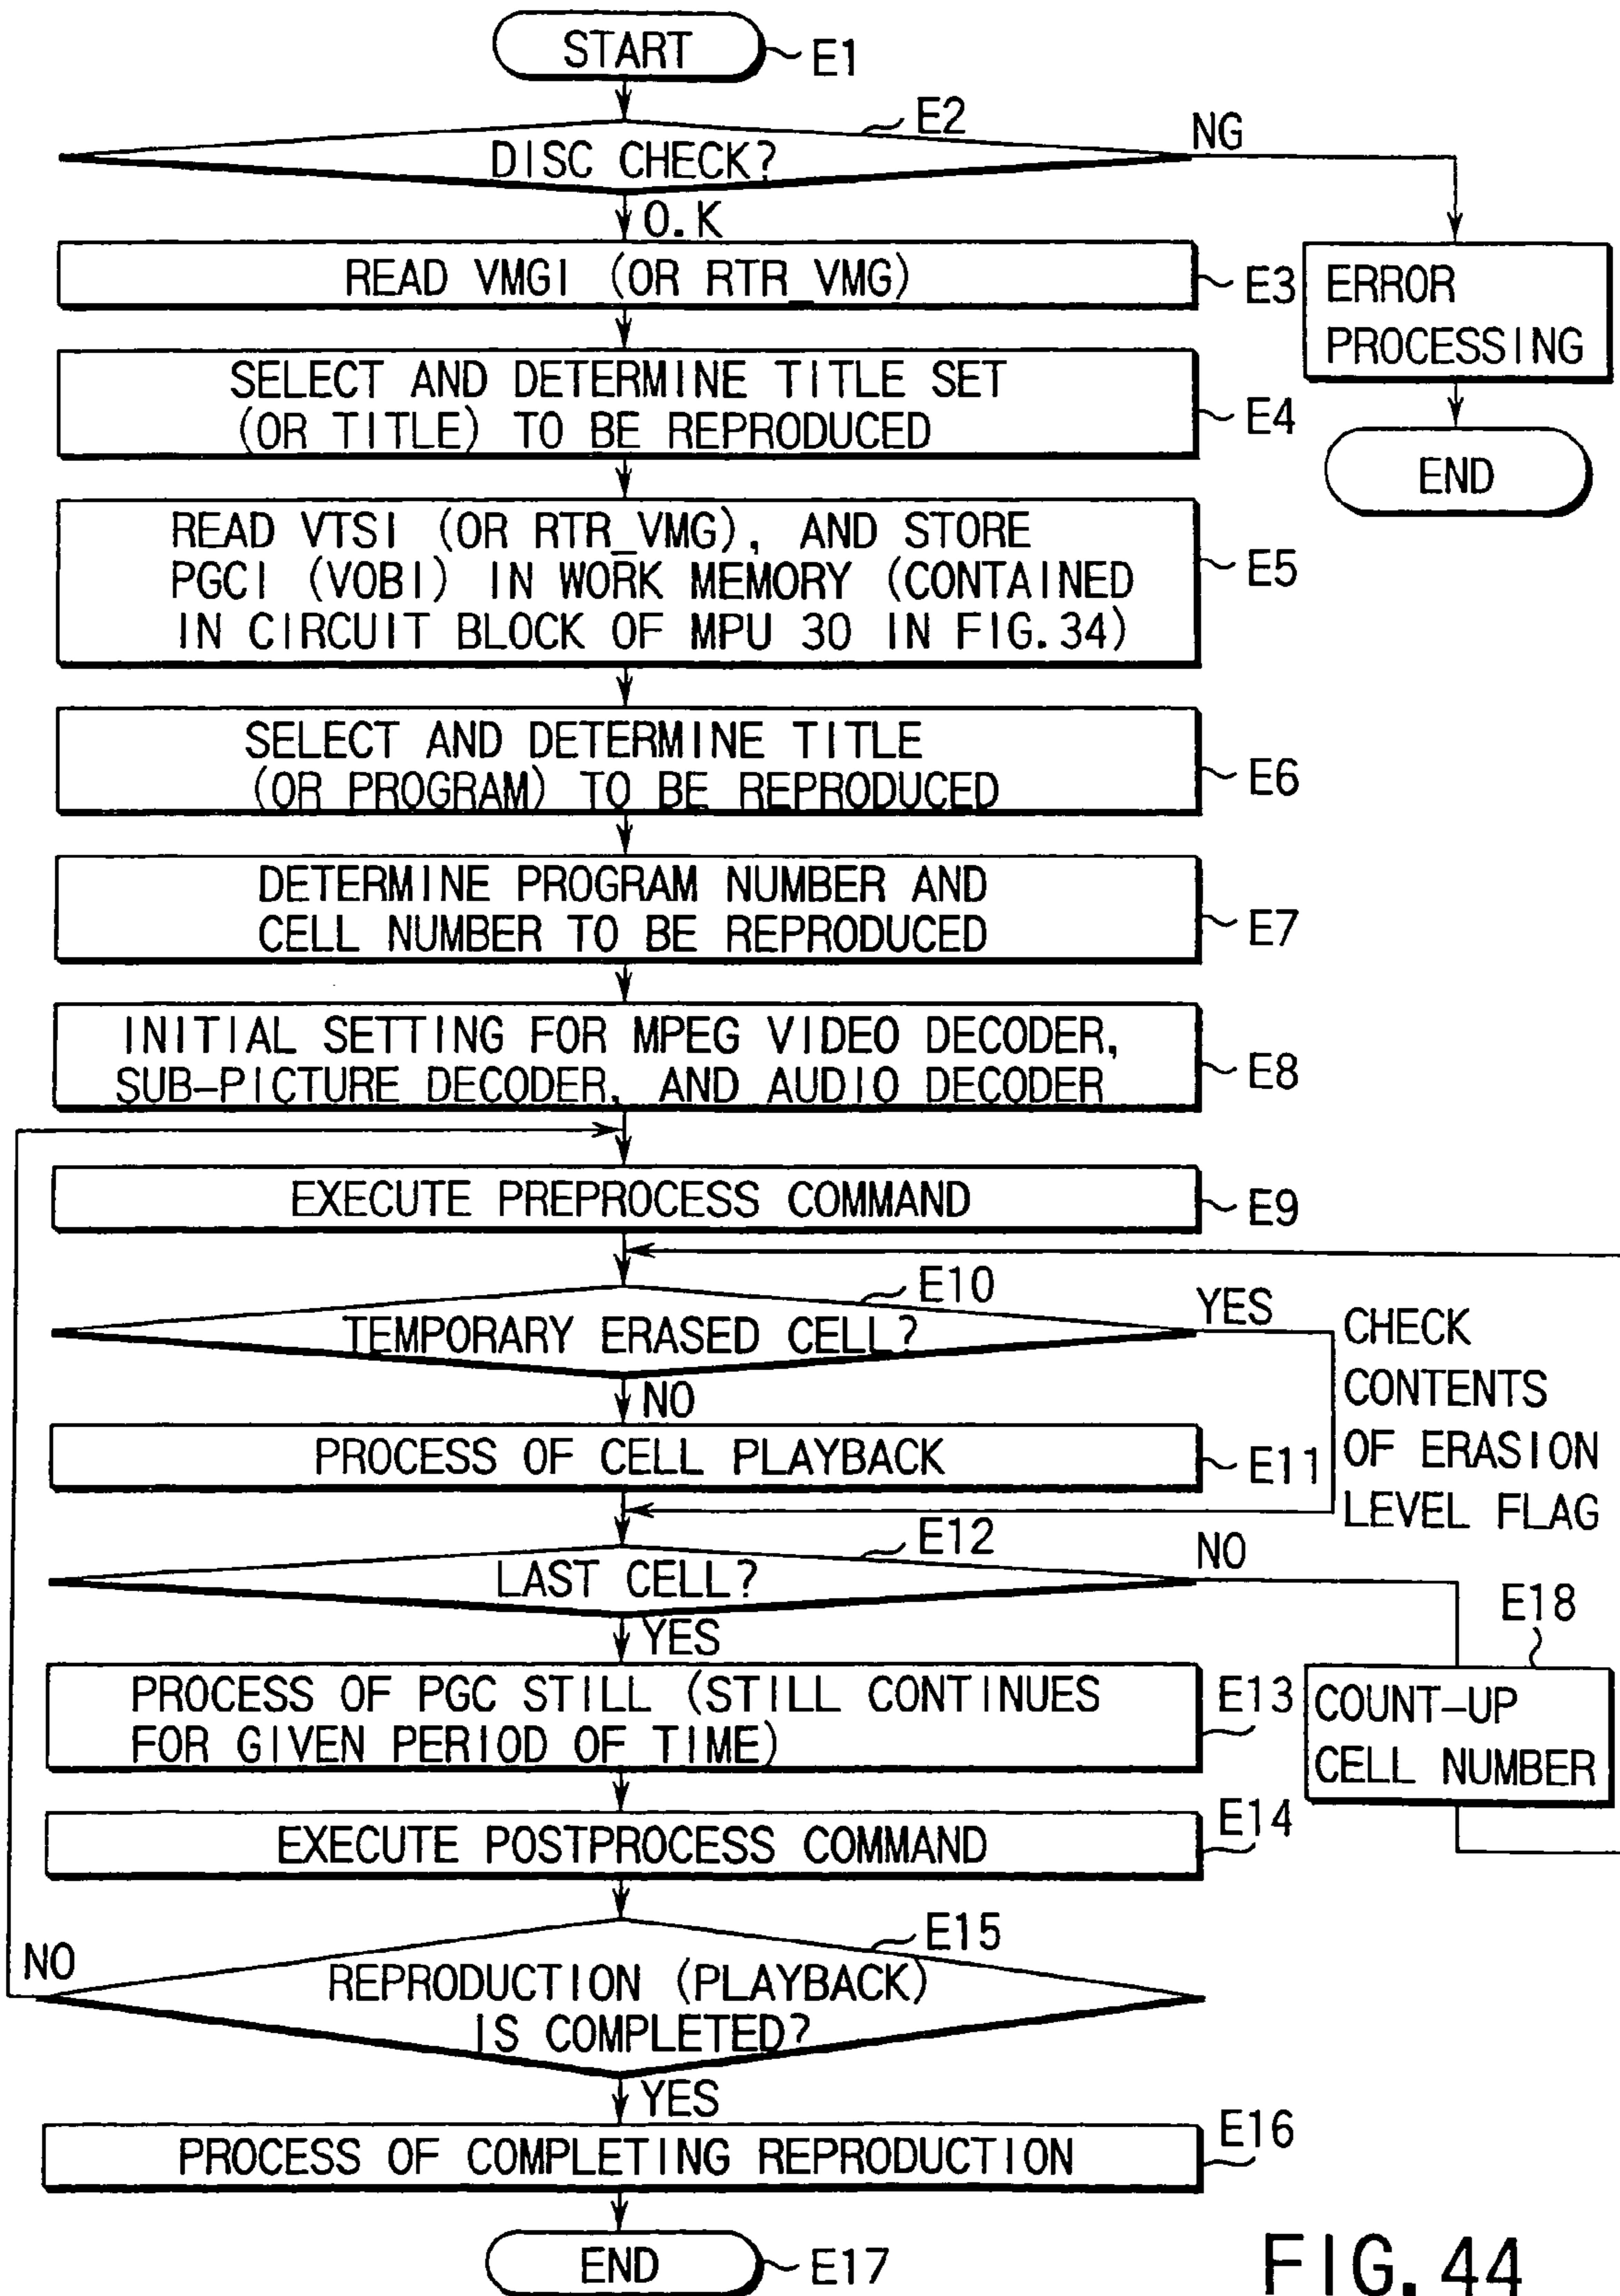 START
E1
E2
DISC CHECK?
NG
O.K
READ VMGI (OR RTR_VMG)
E3
ERROR
PROCESSING
END
SELECT AND DETERMINE TITLE SET
(OR TITLE) TO BE REPRODUCED
E4
READ VTSI (OR RTR_VMG), AND STORE
PGCI (VOBI) IN WORK MEMORY (CONTAINED
IN CIRCUIT BLOCK OF MPU 30 IN FIG.34)
E5
SELECT AND DETERMINE TITLE
(OR PROGRAM) TO BE REPRODUCED
E6
DETERMINE PROGRAM NUMBER AND
CELL NUMBER TO BE REPRODUCED
E7
INITIAL SETTING FOR MPEG VIDEO DECODER,
SUB-PICTURE DECODER, AND AUDIO DECODER
E8
EXECUTE PREPROCESS COMMAND
E9
E10
TEMPORARY ERASED CELL?
YES
NO
CHECK
CONTENTS
OF ERASION
LEVEL FLAG
PROCESS OF CELL PLAYBACK
E11
E12
LAST CELL?
NO
YES
E18
COUNT-UP
CELL NUMBER
PROCESS OF PGC STILL (STILL CONTINUES
FOR GIVEN PERIOD OF TIME)
E13
EXECUTE POSTPROCESS COMMAND
E14
E15
NO
REPRODUCTION (PLAYBACK)
IS COMPLETED?
YES
PROCESS OF COMPLETING REPRODUCTION
E16
END
E17
FIG. 44